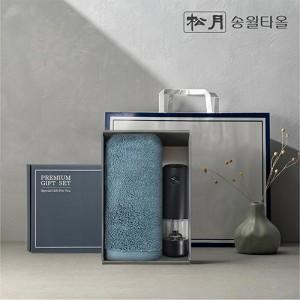 松月 송월타올
PREMIUM
GIFT SET
Special Gift For You